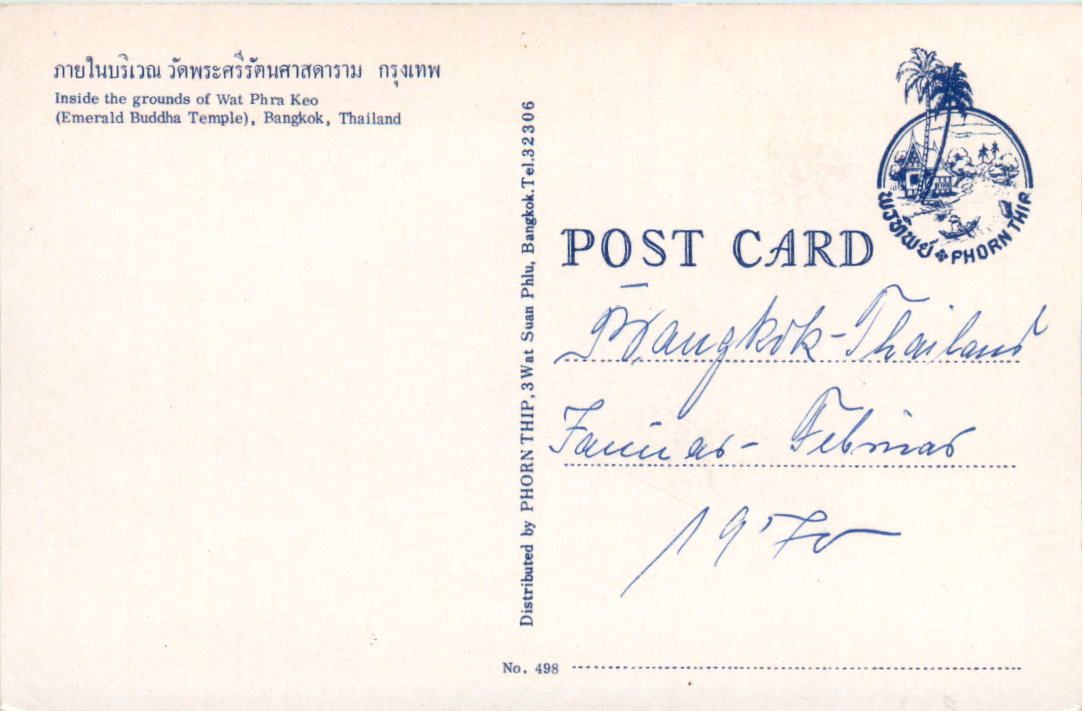 ภายในบริเวณ วัดพระศรีรัตนศาสดาราม กรุงเทพ
Inside the grounds of Wat Phra Keo
(Emerald Buddha Temple), Bangkok, Thailand
Distributed by PHORN THIP, 3 Wat Suan Phlu, Bangkok. Tel. 32306
พรทิพย์ PHORN THIP
POST CARD
Bangkok - Thailand
Januar - Februar
1970
No. 498